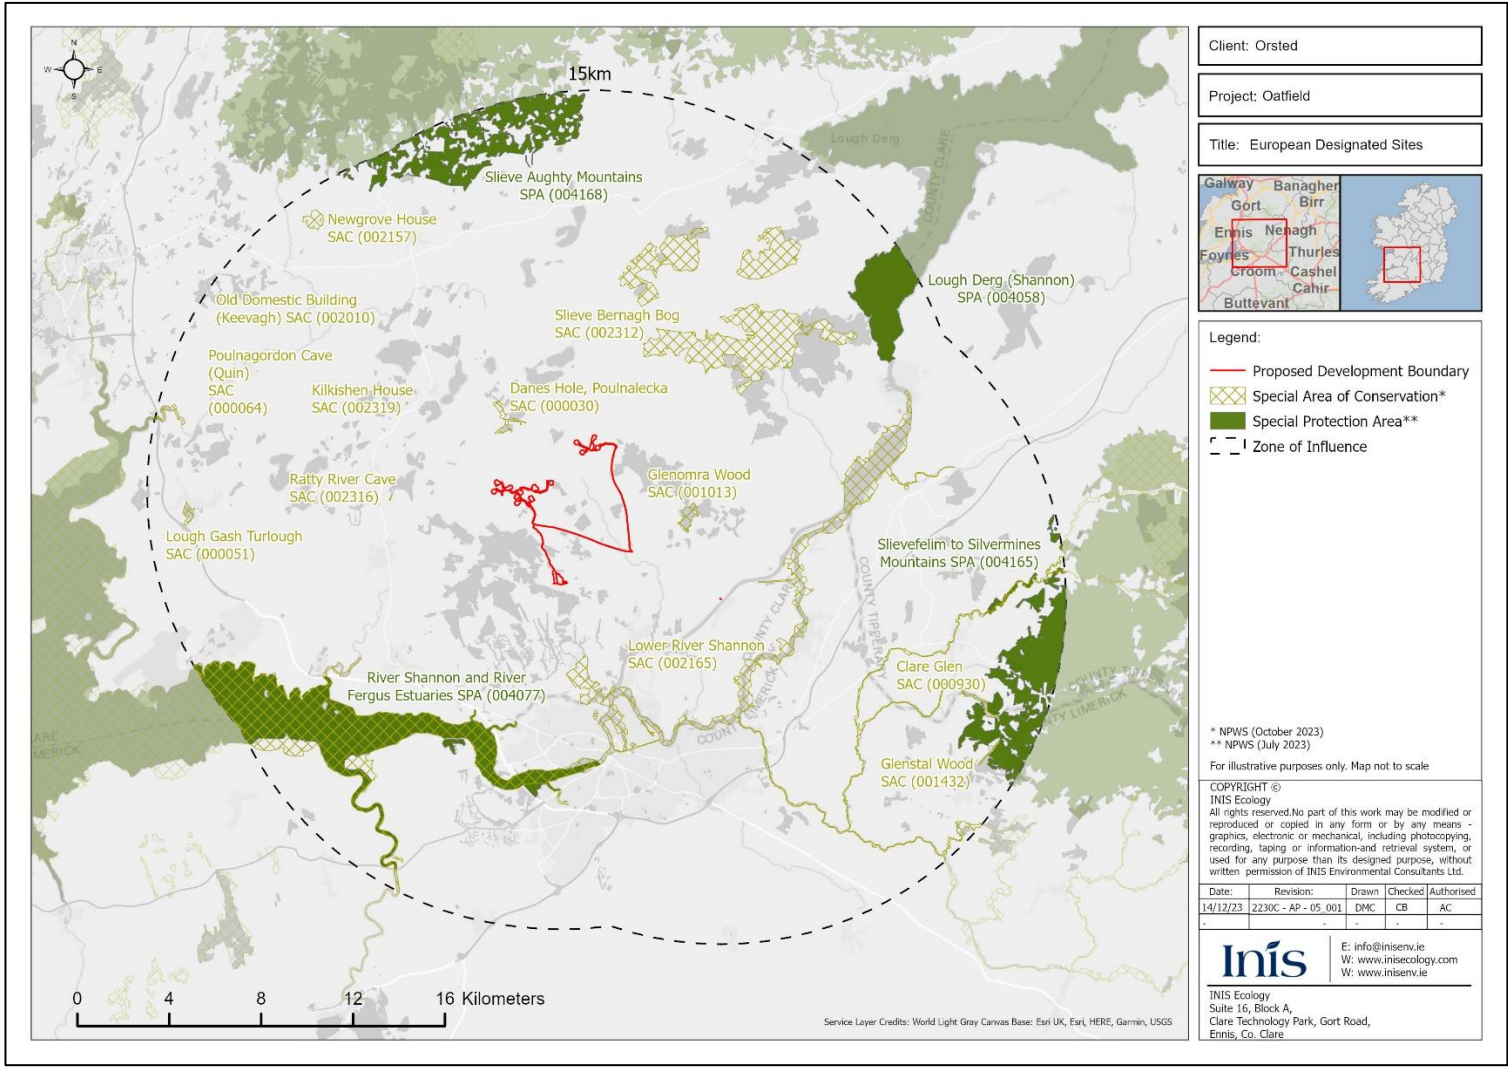 N
W
E
S
15km
Lough Derg
COUNTY CLARE
Slieve Aughty Mountains
SPA (004168)
Newgrove House
SAC (002157)
Lough Derg (Shannon)
SPA (004058)
Old Domestic Building
(Keevagh) SAC (002010)
Slieve Bernagh Bog
SAC (002312)
Poulnagordon Cave
(Quin)
SAC
(000064)
Kilkishen House
SAC (002319)
Danes Hole, Poulnalecka
SAC (000030)
Ratty River Cave
SAC (002316)
Glenomra Wood
SAC (001013)
Lough Gash Turlough
SAC (000051)
Slievefelim to Silvermines
Mountains SPA (004165)
COUNTY TIPPERARY
COUNTY CLARE
Lower River Shannon
SAC (002165)
Clare Glen
SAC (000930)
River Shannon and River
Fergus Estuaries SPA (004077)
COUNTY LIMERICK
COUNTY LIMERICK
Glenstal Wood
SAC (001432)
0 4 8 12 16 Kilometers
Service Layer Credits: World Light Gray Canvas Base: Esri UK, Esri, HERE, Garmin, USGS
Client: Orsted
Project: Oatfield
Title: European Designated Sites
Galway
Banagher
Gort
Birr
Ennis
Nenagh
Foynes
Thurles
Croom
Cashel
Cahir
Buttevant
Legend:
Proposed Development Boundary
Special Area of Conservation*
Special Protection Area**
Zone of Influence
* NPWS (October 2023)
** NPWS (July 2023)
For illustrative purposes only. Map not to scale
COPYRIGHT ©
INIS Ecology
All rights reserved.No part of this work may be modified or
reproduced or copied in any form or by any means -
graphics, electronic or mechanical, including photocopying,
recording, taping or information-and retrieval system, or
used for any purpose than its designed purpose, without
written permission of INIS Environmental Consultants Ltd.
Date: Revision: Drawn Checked Authorised
14/12/23 2230C - AP - 05_001 DMC CB AC
- - - - -
Inís
E: info@inisenv.ie
W: www.inisecology.com
W: www.inisenv.ie
INIS Ecology
Suite 16, Block A,
Clare Technology Park, Gort Road,
Ennis, Co. Clare